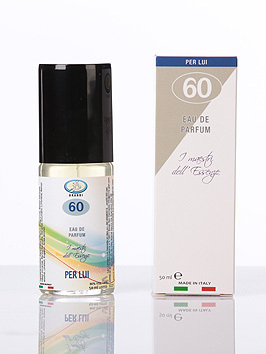 60
EAU DE
PARFUM
I maestri
dell'Essenze
PER LUI
PER LUI
60
EAU DE
PARFUM
I maestri
dell'Essenze
50 ml e
MADE IN ITALY